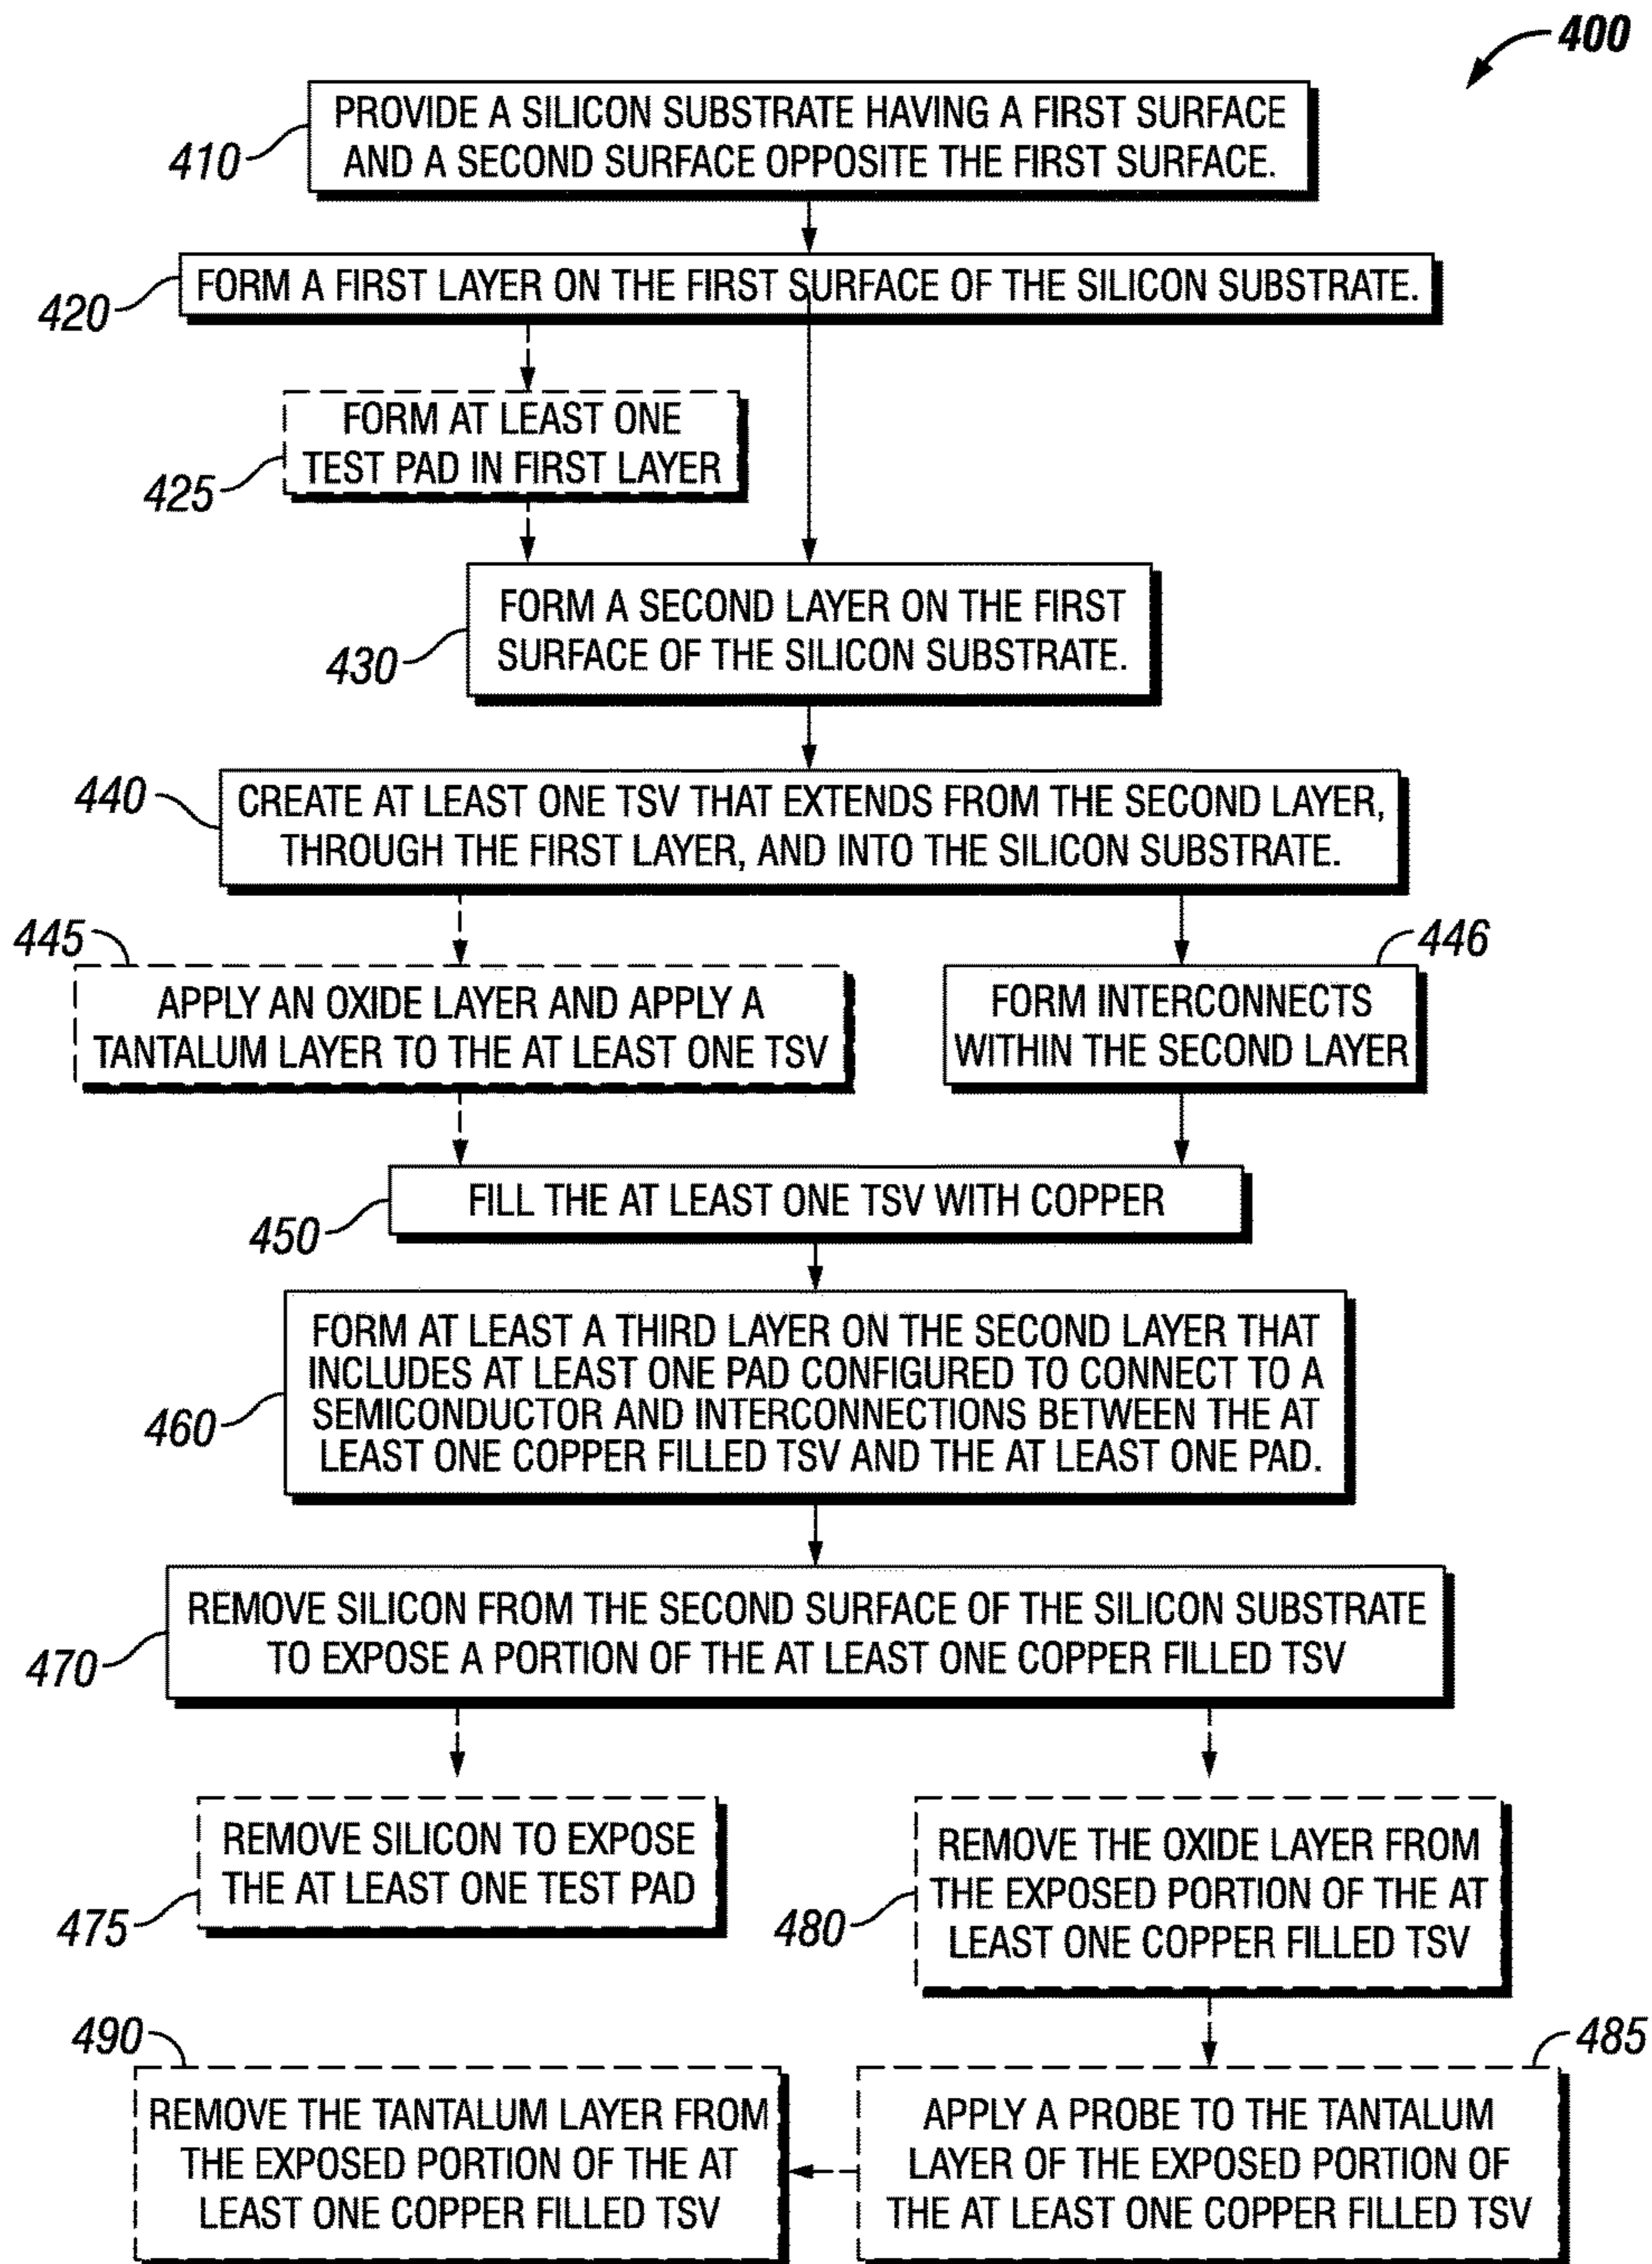 400
410
PROVIDE A SILICON SUBSTRATE HAVING A FIRST SURFACE
AND A SECOND SURFACE OPPOSITE THE FIRST SURFACE.
420
FORM A FIRST LAYER ON THE FIRST SURFACE OF THE SILICON SUBSTRATE.
425
FORM AT LEAST ONE
TEST PAD IN FIRST LAYER
430
FORM A SECOND LAYER ON THE FIRST
SURFACE OF THE SILICON SUBSTRATE.
440
CREATE AT LEAST ONE TSV THAT EXTENDS FROM THE SECOND LAYER,
THROUGH THE FIRST LAYER, AND INTO THE SILICON SUBSTRATE.
445
APPLY AN OXIDE LAYER AND APPLY A
TANTALUM LAYER TO THE AT LEAST ONE TSV
446
FORM INTERCONNECTS
WITHIN THE SECOND LAYER
450
FILL THE AT LEAST ONE TSV WITH COPPER
460
FORM AT LEAST A THIRD LAYER ON THE SECOND LAYER THAT
INCLUDES AT LEAST ONE PAD CONFIGURED TO CONNECT TO A
SEMICONDUCTOR AND INTERCONNECTIONS BETWEEN THE AT
LEAST ONE COPPER FILLED TSV AND THE AT LEAST ONE PAD.
470
REMOVE SILICON FROM THE SECOND SURFACE OF THE SILICON SUBSTRATE
TO EXPOSE A PORTION OF THE AT LEAST ONE COPPER FILLED TSV
475
REMOVE SILICON TO EXPOSE
THE AT LEAST ONE TEST PAD
480
REMOVE THE OXIDE LAYER FROM
THE EXPOSED PORTION OF THE AT
LEAST ONE COPPER FILLED TSV
490
REMOVE THE TANTALUM LAYER FROM
THE EXPOSED PORTION OF THE AT
LEAST ONE COPPER FILLED TSV
485
APPLY A PROBE TO THE TANTALUM
LAYER OF THE EXPOSED PORTION OF
THE AT LEAST ONE COPPER FILLED TSV